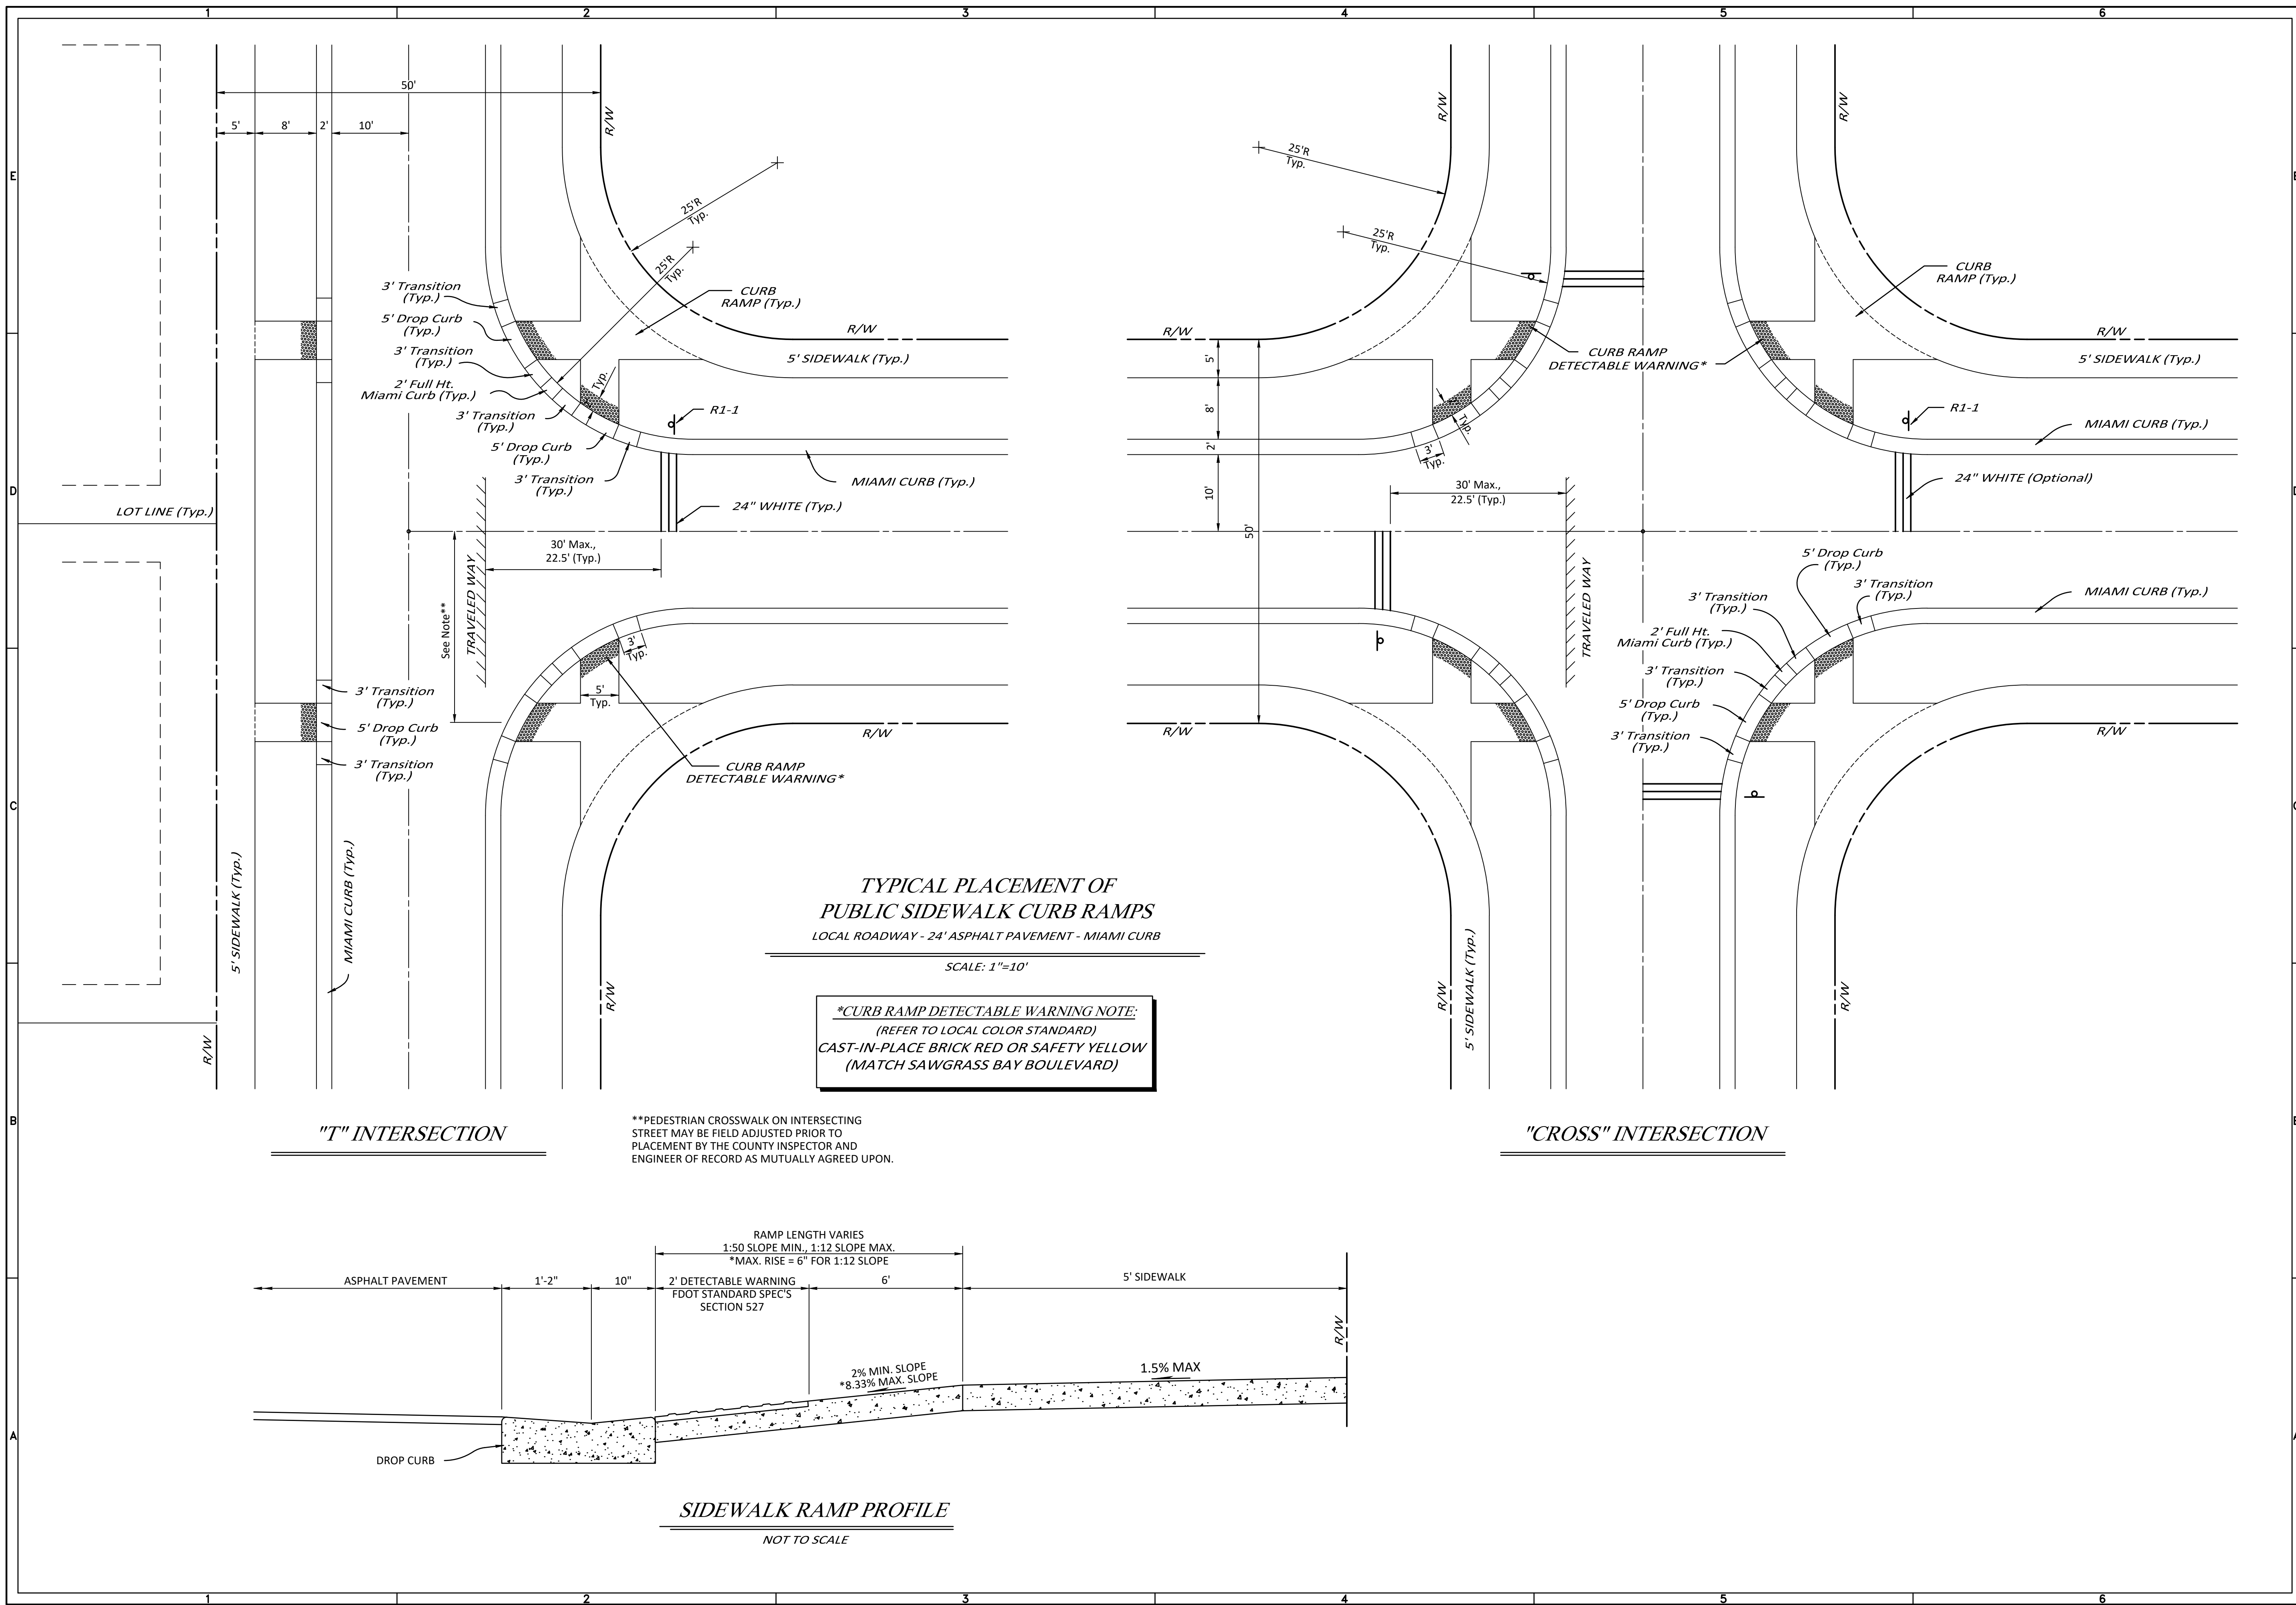 1
2
3
4
5
6
E
D
C
B
A
50'
5'
8'
2'
10'
R/W
25'R
Typ.
25'R
Typ.
3' Transition
(Typ.)
5' Drop Curb
(Typ.)
3' Transition
(Typ.)
2' Full Ht.
Miami Curb (Typ.)
3' Transition
(Typ.)
5' Drop Curb
(Typ.)
3' Transition
(Typ.)
Typ.
CURB
RAMP (Typ.)
R/W
5' SIDEWALK (Typ.)
R1-1
MIAMI CURB (Typ.)
24" WHITE (Typ.)
LOT LINE (Typ.)
30' Max.,
22.5' (Typ.)
TRAVELED WAY
See Note**
3'
Typ.
5'
Typ.
R/W
3' Transition
(Typ.)
5' Drop Curb
(Typ.)
3' Transition
(Typ.)
CURB RAMP
DETECTABLE WARNING*
5' SIDEWALK (Typ.)
MIAMI CURB (Typ.)
R/W
R/W
"T" INTERSECTION
R/W
R/W
25'R
Typ.
25'R
Typ.
CURB
RAMP (Typ.)
R/W
R/W
5' SIDEWALK (Typ.)
CURB RAMP
DETECTABLE WARNING*
R1-1
MIAMI CURB (Typ.)
24" WHITE (Optional)
5'
8'
2'
10'
50'
Typ.
3'
Typ.
30' Max.,
22.5' (Typ.)
TRAVELED WAY
5' Drop Curb
(Typ.)
3' Transition
(Typ.)
3' Transition
(Typ.)
2' Full Ht.
Miami Curb (Typ.)
3' Transition
(Typ.)
5' Drop Curb
(Typ.)
3' Transition
(Typ.)
MIAMI CURB (Typ.)
R/W
R/W
5' SIDEWALK (Typ.)
R/W
R/W
"CROSS" INTERSECTION
TYPICAL PLACEMENT OF
PUBLIC SIDEWALK CURB RAMPS
LOCAL ROADWAY - 24' ASPHALT PAVEMENT - MIAMI CURB
SCALE: 1"=10'
*CURB RAMP DETECTABLE WARNING NOTE:
(REFER TO LOCAL COLOR STANDARD)
CAST-IN-PLACE BRICK RED OR SAFETY YELLOW
(MATCH SAWGRASS BAY BOULEVARD)
**PEDESTRIAN CROSSWALK ON INTERSECTING
STREET MAY BE FIELD ADJUSTED PRIOR TO
PLACEMENT BY THE COUNTY INSPECTOR AND
ENGINEER OF RECORD AS MUTUALLY AGREED UPON.
RAMP LENGTH VARIES
1:50 SLOPE MIN., 1:12 SLOPE MAX.
*MAX. RISE = 6" FOR 1:12 SLOPE
ASPHALT PAVEMENT
1'-2"
10"
2' DETECTABLE WARNING
FDOT STANDARD SPEC'S
SECTION 527
6'
5' SIDEWALK
R/W
2% MIN. SLOPE
*8.33% MAX. SLOPE
1.5% MAX
DROP CURB
SIDEWALK RAMP PROFILE
NOT TO SCALE
1
2
3
4
5
6